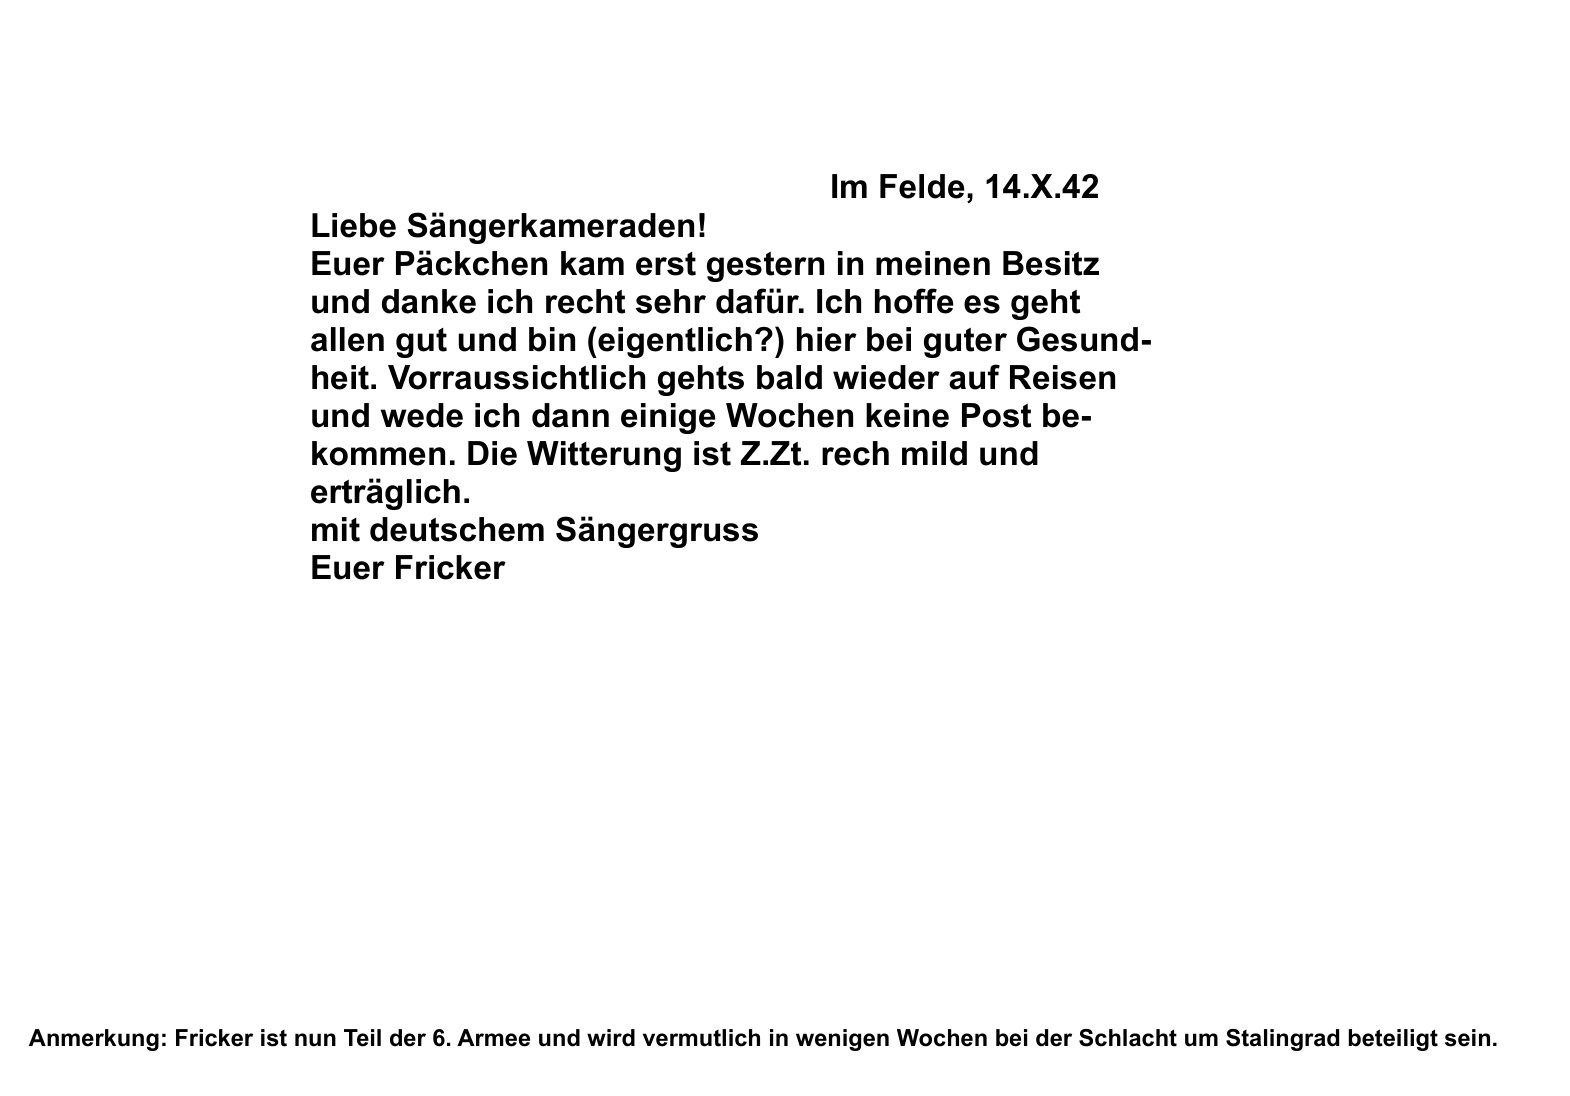 Im Felde, 14.X.42
Liebe Sängerkameraden!
Euer Päckchen kam erst gestern in meinen Besitz
und danke ich recht sehr dafür. Ich hoffe es geht
allen gut und bin (eigentlich?) hier bei guter Gesund-
heit. Vorraussichtlich gehts bald wieder auf Reisen
und wede ich dann einige Wochen keine Post be-
kommen. Die Witterung ist Z.Zt. rech mild und
erträglich.
mit deutschem Sängergruss
Euer Fricker
Anmerkung: Fricker ist nun Teil der 6. Armee und wird vermutlich in wenigen Wochen bei der Schlacht um Stalingrad beteiligt sein.